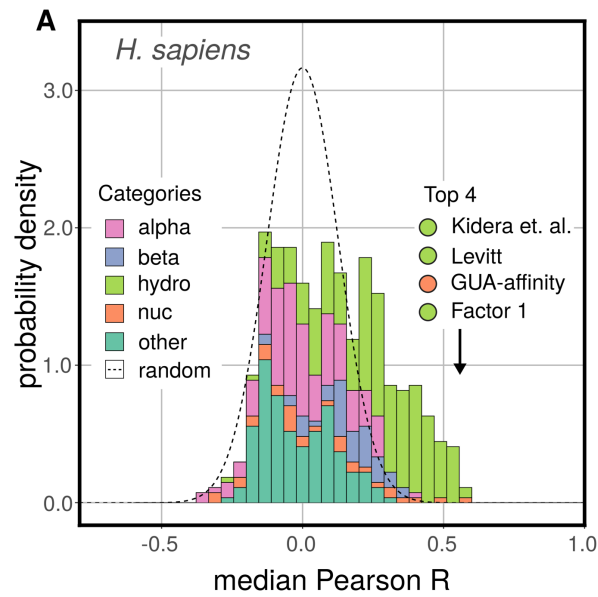 A
H. sapiens
3.0
2.0
1.0
0.0
probability density
Categories
alpha
beta
hydro
nuc
other
random
Top 4
Kidera et. al.
Levitt
GUA-affinity
Factor 1
-0.5
0.0
0.5
1.0
median Pearson R